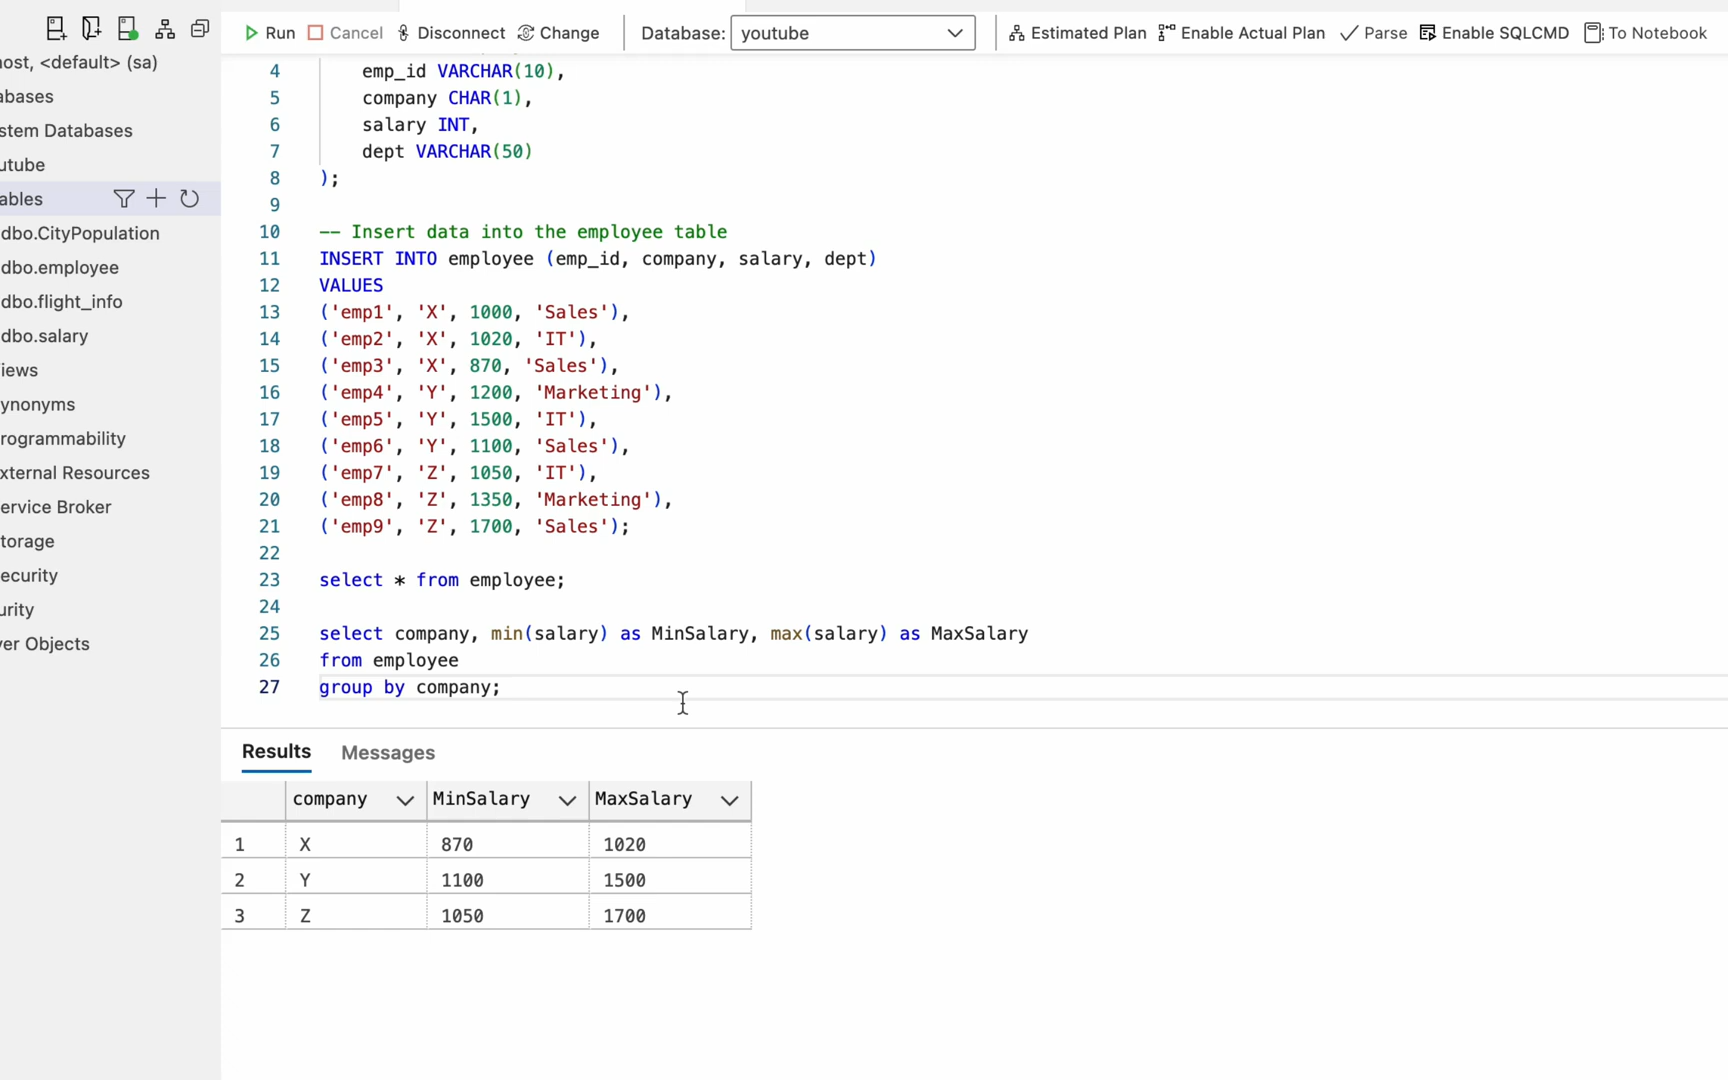 Run Cancel Disconnect Change Database: youtube Estimated Plan Enable Actual Plan Parse Enable SQLCMD To Notebook
ost, <default> (sa)
abases
stem Databases
utube
ables
dbo.CityPopulation
dbo.employee
dbo.flight_info
dbo.salary
iews
ynonyms
rogrammability
xternal Resources
ervice Broker
torage
ecurity
urity
er Objects
4 emp_id VARCHAR(10),
5 company CHAR(1),
6 salary INT,
7 dept VARCHAR(50)
8 );
9
10 -- Insert data into the employee table
11 INSERT INTO employee (emp_id, company, salary, dept)
12 VALUES
13 ('emp1', 'X', 1000, 'Sales'),
14 ('emp2', 'X', 1020, 'IT'),
15 ('emp3', 'X', 870, 'Sales'),
16 ('emp4', 'Y', 1200, 'Marketing'),
17 ('emp5', 'Y', 1500, 'IT'),
18 ('emp6', 'Y', 1100, 'Sales'),
19 ('emp7', 'Z', 1050, 'IT'),
20 ('emp8', 'Z', 1350, 'Marketing'),
21 ('emp9', 'Z', 1700, 'Sales');
22
23 select * from employee;
24
25 select company, min(salary) as MinSalary, max(salary) as MaxSalary
26 from employee
27 group by company;
Results Messages
company MinSalary MaxSalary
1 X 870 1020
2 Y 1100 1500
3 Z 1050 1700